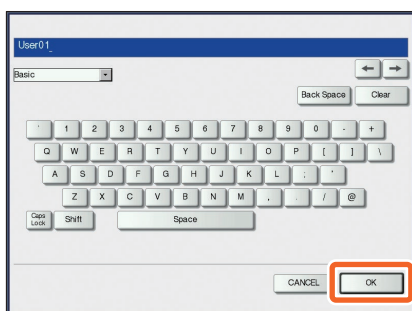 User01_
Basic
← →
Back Space Clear
` 1 2 3 4 5 6 7 8 9 0 - +
Q W E R T Y U I O P [ ] \
A S D F G H J K L ; '
Z X C V B N M , . / @
Caps Lock Shift Space
CANCEL OK